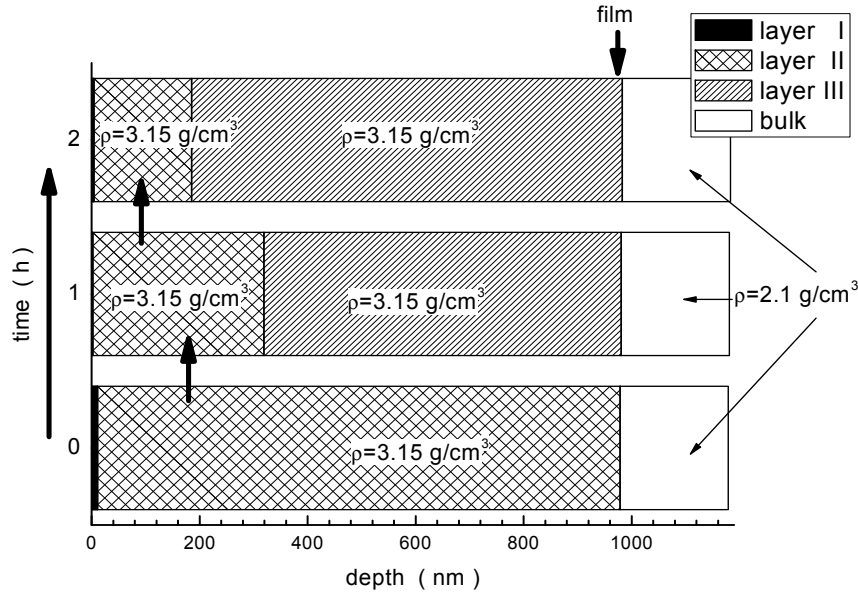 film
layer I
layer II
layer III
bulk
2
ρ=3.15 g/cm³
ρ=3.15 g/cm³
1
ρ=3.15 g/cm³
ρ=3.15 g/cm³
ρ=2.1 g/cm³
0
ρ=3.15 g/cm³
time ( h )
0 200 400 600 800 1000
depth ( nm )